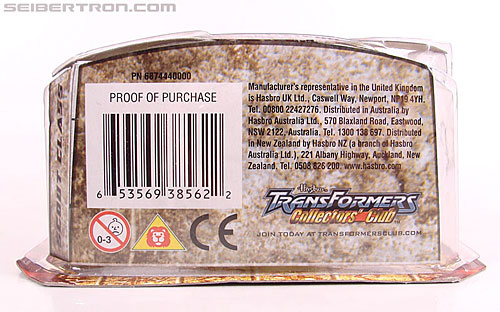 SEIBERTRON.COM
PN 6874440000
PROOF OF PURCHASE
6 53569 38562 2
0-3
CE
Manufacturer's representative in the United Kingdom
is Hasbro UK Ltd., Caswell Way, Newport, NP19 4YH.
Tel. 00800 22427276. Distributed in Australia by
Hasbro Australia Ltd., 570 Blaxland Road, Eastwood,
NSW 2122, Australia. Tel. 1300 138 697. Distributed
in New Zealand by Hasbro NZ (a branch of Hasbro
Australia Ltd.), 221 Albany Highway, Auckland, New
Zealand. Tel. 0508 828 200. www.hasbro.com
Hasbro
TRANSFORMERS
Collectors' Club
JOIN TODAY AT TRANSFORMERSCLUB.COM